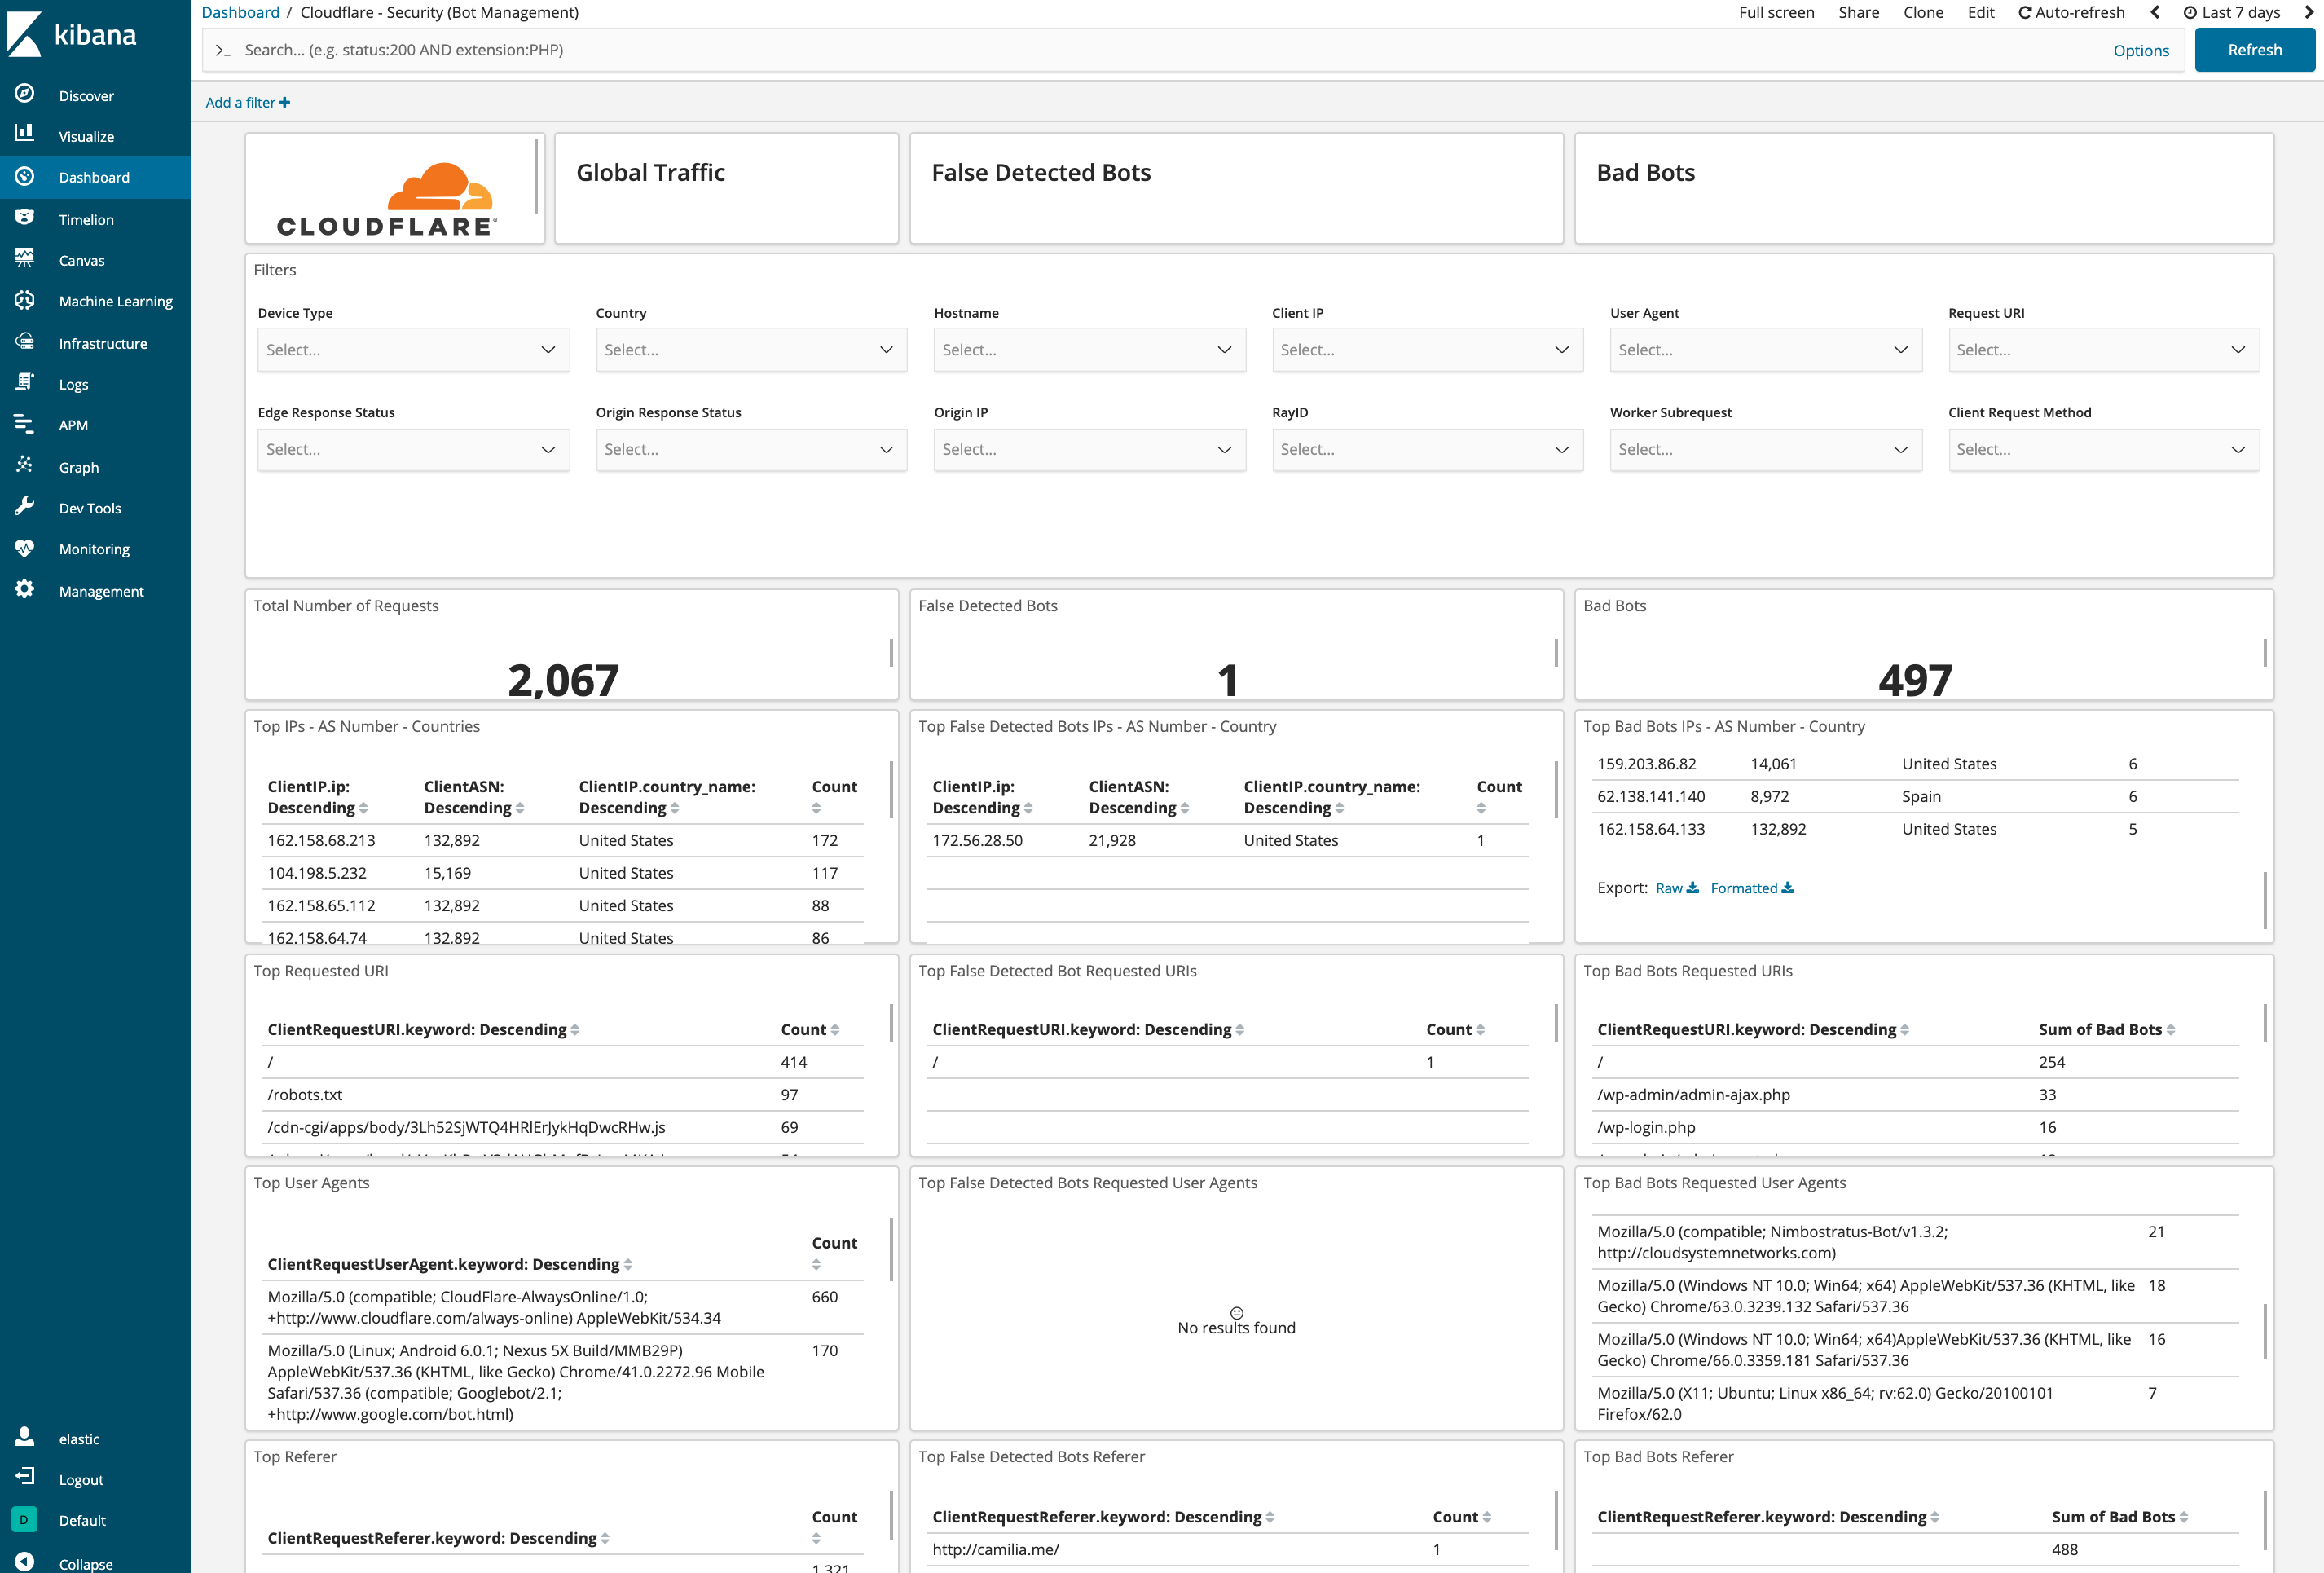 kibana
Discover
Visualize
Dashboard
Timelion
Canvas
Machine Learning
Infrastructure
Logs
APM
Graph
Dev Tools
Monitoring
Management
elastic
Logout
D Default
Collapse
Dashboard / Cloudflare - Security (Bot Management)
Full screen Share Clone Edit Auto-refresh Last 7 days
>_ Search... (e.g. status:200 AND extension:PHP) Options Refresh
Add a filter +
CLOUDFLARE
Global Traffic
False Detected Bots
Bad Bots
Filters
Device Type Country Hostname Client IP User Agent Request URI
Select... Select... Select... Select... Select... Select...
Edge Response Status Origin Response Status Origin IP RayID Worker Subrequest Client Request Method
Select... Select... Select... Select... Select... Select...
Total Number of Requests
2,067
False Detected Bots
1
Bad Bots
497
Top IPs - AS Number - Countries
ClientIP.ip: Descending ClientASN: Descending ClientIP.country_name: Descending Count
162.158.68.213 132,892 United States 172
104.198.5.232 15,169 United States 117
162.158.65.112 132,892 United States 88
162.158.64.74 132,892 United States 86
Top False Detected Bots IPs - AS Number - Country
ClientIP.ip: Descending ClientASN: Descending ClientIP.country_name: Descending Count
172.56.28.50 21,928 United States 1
Top Bad Bots IPs - AS Number - Country
159.203.86.82 14,061 United States 6
62.138.141.140 8,972 Spain 6
162.158.64.133 132,892 United States 5
Export: Raw Formatted
Top Requested URI
ClientRequestURI.keyword: Descending Count
/ 414
/robots.txt 97
/cdn-cgi/apps/body/3Lh52SjWTQ4HRlErJykHqDwcRHw.js 69
Top False Detected Bot Requested URIs
ClientRequestURI.keyword: Descending Count
/ 1
Top Bad Bots Requested URIs
ClientRequestURI.keyword: Descending Sum of Bad Bots
/ 254
/wp-admin/admin-ajax.php 33
/wp-login.php 16
Top User Agents
ClientRequestUserAgent.keyword: Descending Count
Mozilla/5.0 (compatible; CloudFlare-AlwaysOnline/1.0; 660
+http://www.cloudflare.com/always-online) AppleWebKit/534.34
Mozilla/5.0 (Linux; Android 6.0.1; Nexus 5X Build/MMB29P) 170
AppleWebKit/537.36 (KHTML, like Gecko) Chrome/41.0.2272.96 Mobile
Safari/537.36 (compatible; Googlebot/2.1;
+http://www.google.com/bot.html)
Top False Detected Bots Requested User Agents
No results found
Top Bad Bots Requested User Agents
Mozilla/5.0 (compatible; Nimbostratus-Bot/v1.3.2; 21
http://cloudsystemnetworks.com)
Mozilla/5.0 (Windows NT 10.0; Win64; x64) AppleWebKit/537.36 (KHTML, like 18
Gecko) Chrome/63.0.3239.132 Safari/537.36
Mozilla/5.0 (Windows NT 10.0; Win64; x64)AppleWebKit/537.36 (KHTML, like 16
Gecko) Chrome/66.0.3359.181 Safari/537.36
Mozilla/5.0 (X11; Ubuntu; Linux x86_64; rv:62.0) Gecko/20100101 7
Firefox/62.0
Top Referer
ClientRequestReferer.keyword: Descending Count
1,321
Top False Detected Bots Referer
ClientRequestReferer.keyword: Descending Count
http://camilia.me/ 1
Top Bad Bots Referer
ClientRequestReferer.keyword: Descending Sum of Bad Bots
488